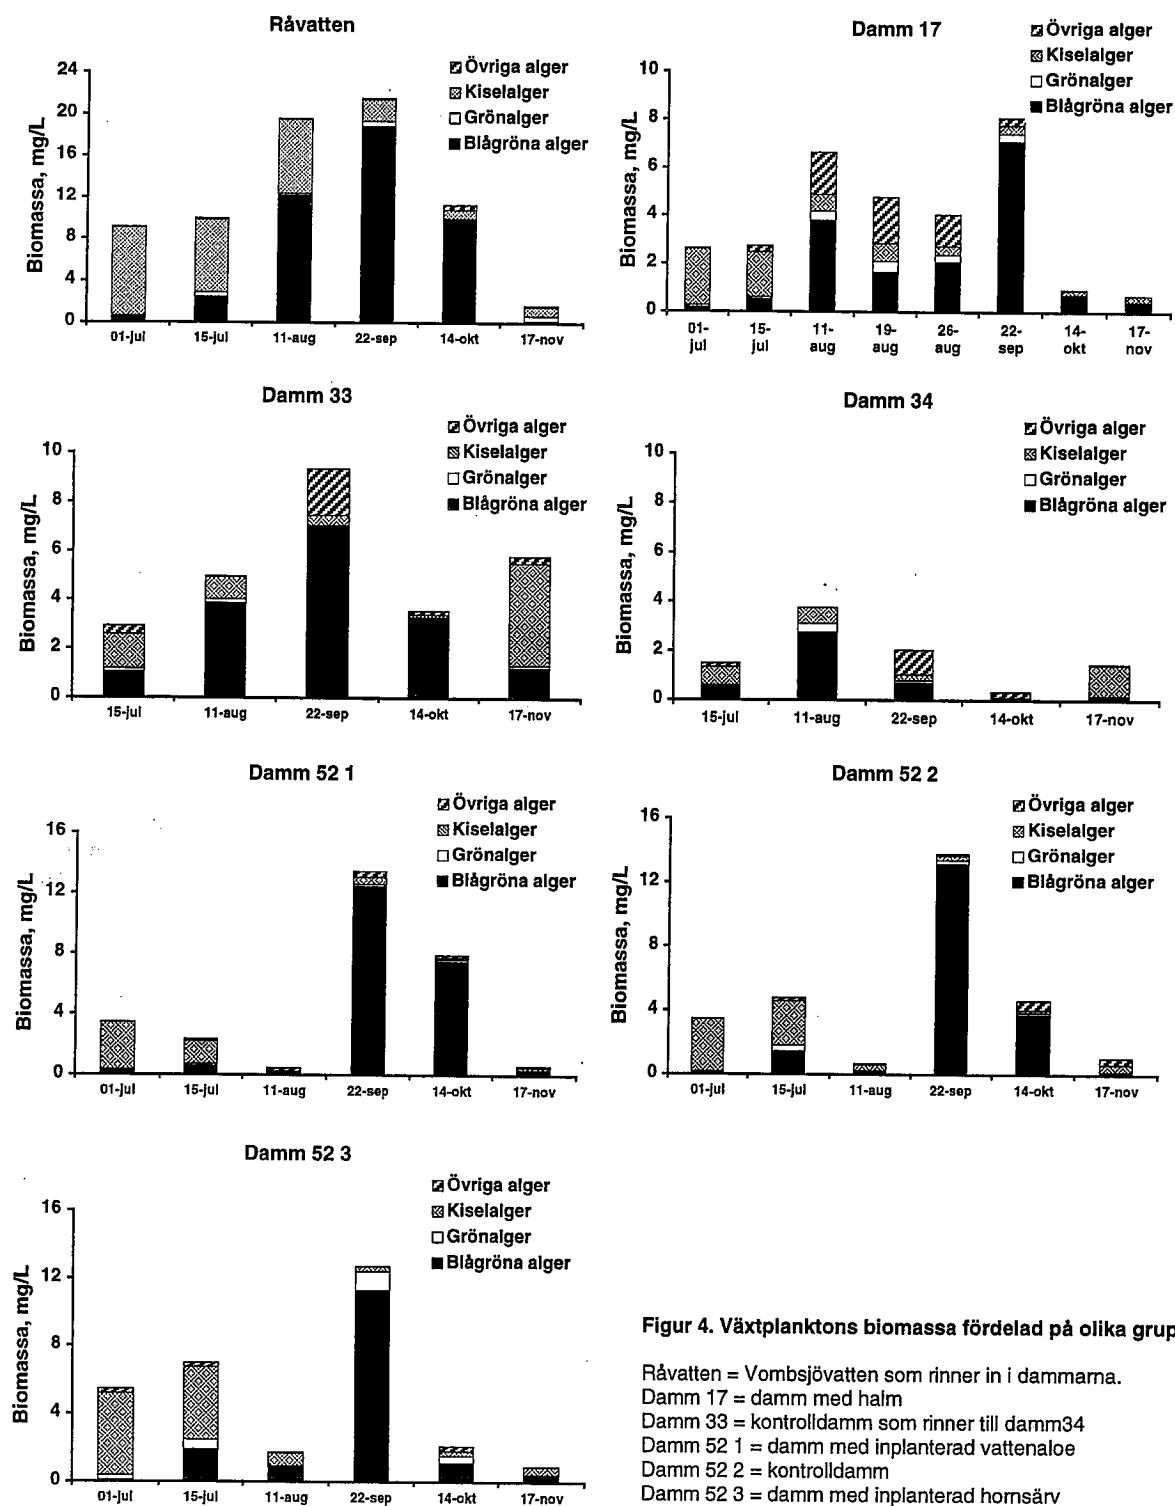 Råvatten
Övriga alger
Kiselalger
Grönalger
Blågröna alger
Biomassa, mg/L
24
20
16
12
8
4
0
01-jul 15-jul 11-aug 22-sep 14-okt 17-nov
Damm 17
Övriga alger
Kiselalger
Grönalger
Blågröna alger
Biomassa, mg/L
10
8
6
4
2
0
01- 15- 11- 19- 26- 22- 14- 17-
jul jul aug aug aug sep okt nov
Damm 33
Övriga alger
Kiselalger
Grönalger
Blågröna alger
Biomassa, mg/L
10
8
6
4
2
0
15-jul 11-aug 22-sep 14-okt 17-nov
Damm 34
Övriga alger
Kiselalger
Grönalger
Blågröna alger
Biomassa, mg/L
10
8
6
4
2
0
15-jul 11-aug 22-sep 14-okt 17-nov
Damm 52 1
Övriga alger
Kiselalger
Grönalger
Blågröna alger
Biomassa, mg/L
16
12
8
4
0
01-jul 15-jul 11-aug 22-sep 14-okt 17-nov
Damm 52 2
Övriga alger
Kiselalger
Grönalger
Blågröna alger
Biomassa, mg/L
16
12
8
4
0
01-jul 15-jul 11-aug 22-sep 14-okt 17-nov
Damm 52 3
Övriga alger
Kiselalger
Grönalger
Blågröna alger
Biomassa, mg/L
16
12
8
4
0
01-jul 15-jul 11-aug 22-sep 14-okt 17-nov
Figur 4. Växtplanktons biomassa fördelad på olika grup
Råvatten = Vombsjövatten som rinner in i dammarna.
Damm 17 = damm med halm
Damm 33 = kontrolldamm som rinner till damm34
Damm 52 1 = damm med inplanterad vattenaloe
Damm 52 2 = kontrolldamm
Damm 52 3 = damm med inplanterad hornsärv